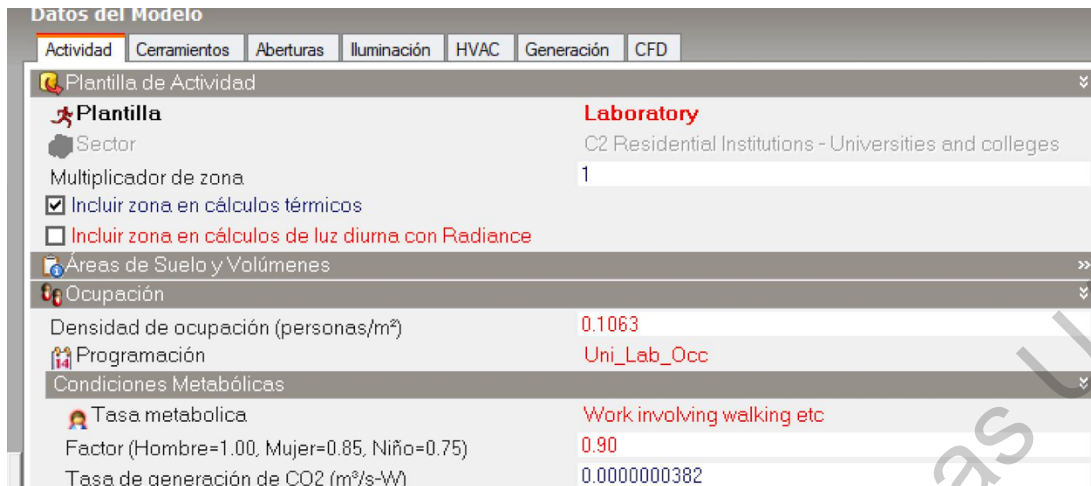 Datos del Modelo
Actividad Cerramientos Aberturas Iluminación HVAC Generación CFD
Plantilla de Actividad
Plantilla Laboratory
Sector C2 Residential Institutions - Universities and colleges
Multiplicador de zona 1
Incluir zona en cálculos térmicos
Incluir zona en cálculos de luz diurna con Radiance
Áreas de Suelo y Volúmenes
Ocupación
Densidad de ocupación (personas/m²) 0.1063
14 Programación Uni_Lab_Occ
Condiciones Metabólicas
Tasa metabolica Work involving walking etc
Factor (Hombre=1.00, Mujer=0.85, Niño=0.75) 0.90
Tasa de generación de CO2 (m³/s-W) 0.0000000382
as U